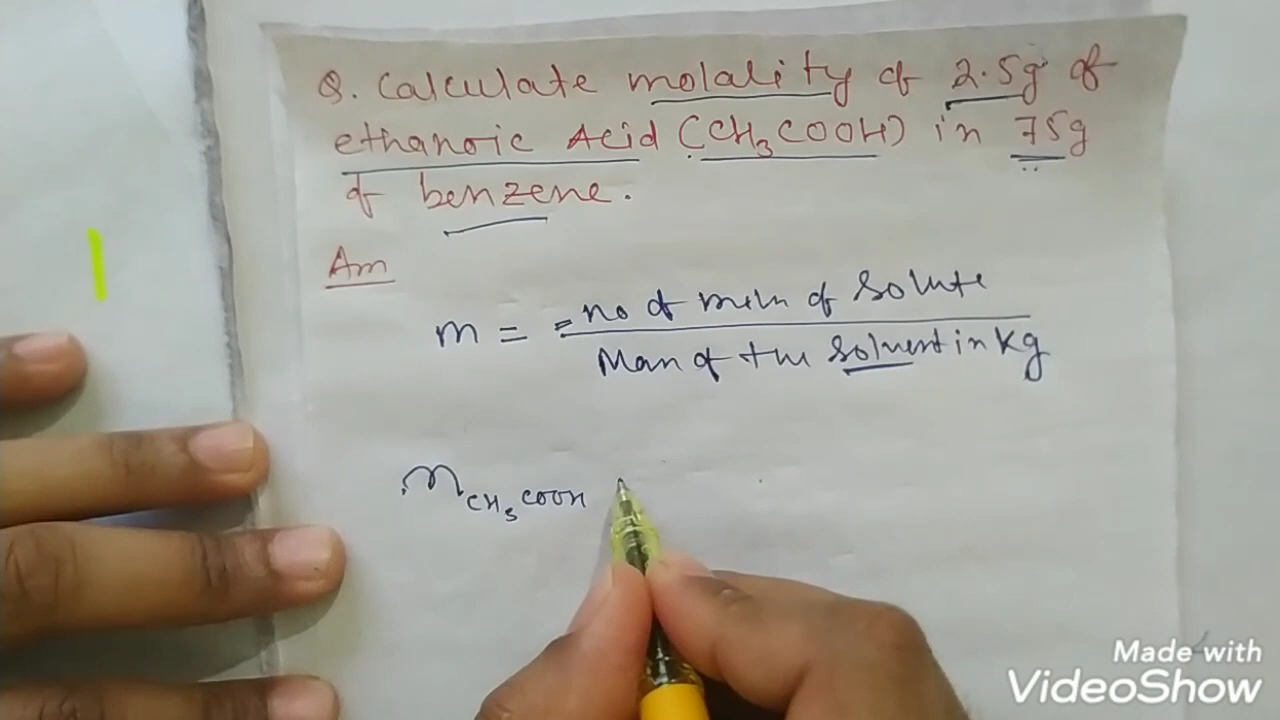 Q. Calculate molality of 2.5g of
ethanoic Acid (CH3COOH) in 75g
of benzene.
Ans
m = no of moles of Solute
Mass of the Solvent in Kg
nCH3COOH
Made with
VideoShow